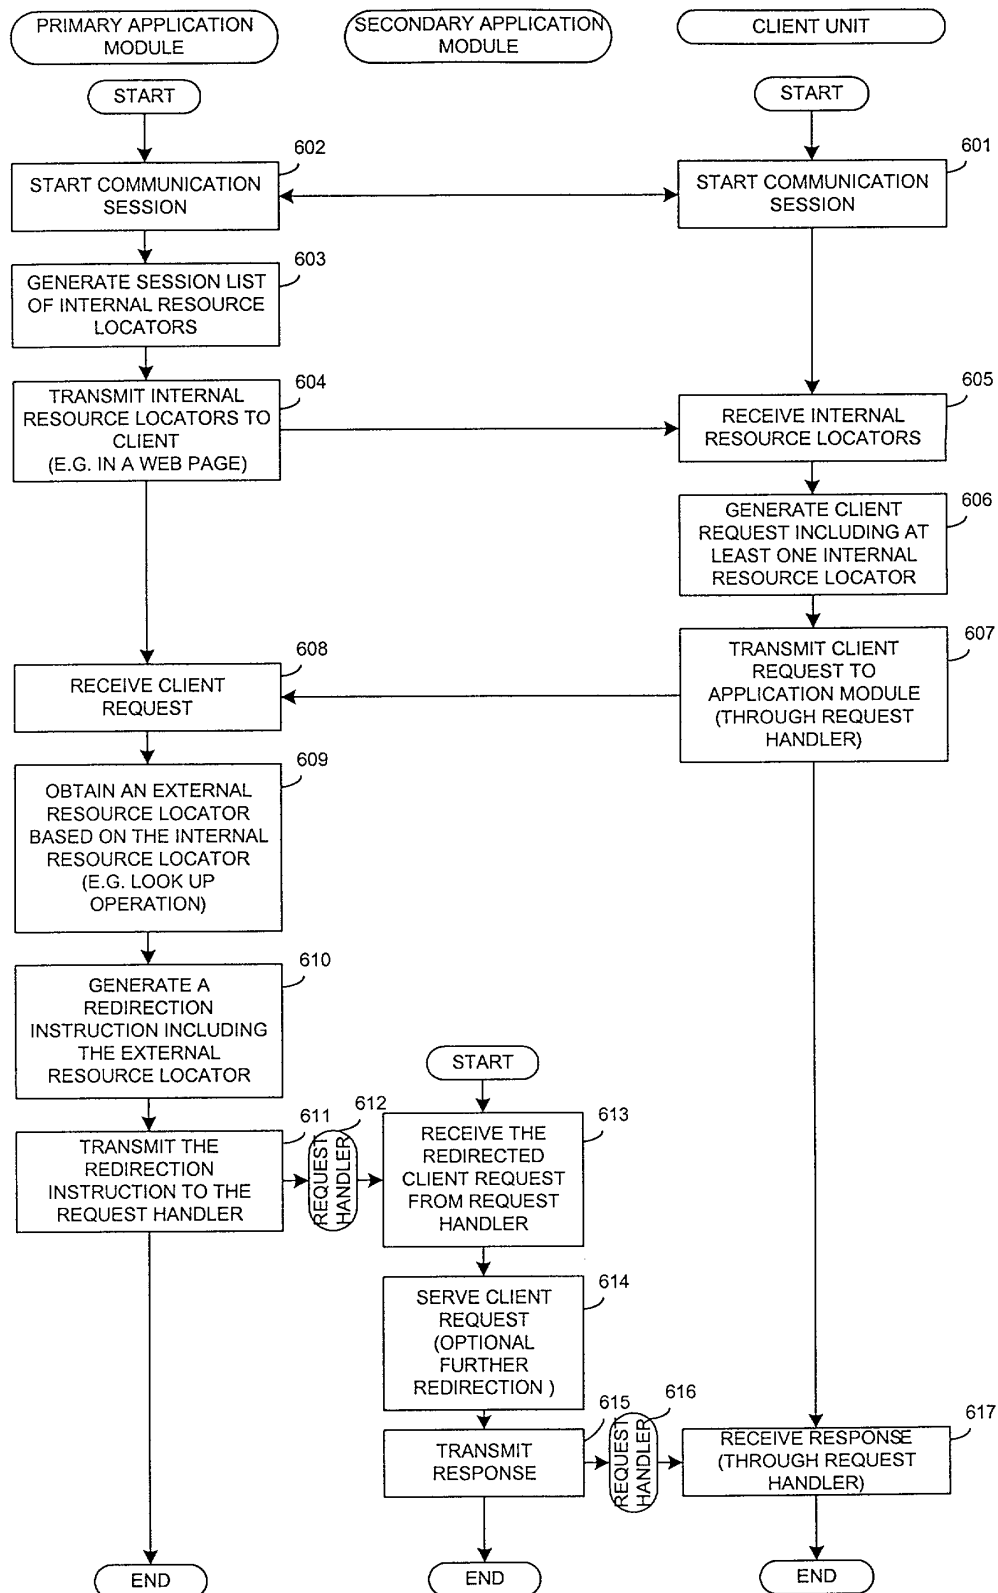 PRIMARY APPLICATION
MODULE
SECONDARY APPLICATION
MODULE
CLIENT UNIT
START
START
602
START COMMUNICATION
SESSION
601
START COMMUNICATION
SESSION
603
GENERATE SESSION LIST
OF INTERNAL RESOURCE
LOCATORS
604
TRANSMIT INTERNAL
RESOURCE LOCATORS TO
CLIENT
(E.G. IN A WEB PAGE)
605
RECEIVE INTERNAL
RESOURCE LOCATORS
606
GENERATE CLIENT
REQUEST INCLUDING AT
LEAST ONE INTERNAL
RESOURCE LOCATOR
607
TRANSMIT CLIENT
REQUEST TO
APPLICATION MODULE
(THROUGH REQUEST
HANDLER)
608
RECEIVE CLIENT
REQUEST
609
OBTAIN AN EXTERNAL
RESOURCE LOCATOR
BASED ON THE INTERNAL
RESOURCE LOCATOR
(E.G. LOOK UP
OPERATION)
610
GENERATE A
REDIRECTION
INSTRUCTION INCLUDING
THE EXTERNAL
RESOURCE LOCATOR
START
611
TRANSMIT THE
REDIRECTION
INSTRUCTION TO THE
REQUEST HANDLER
612
REQUEST
HANDLER
613
RECEIVE THE
REDIRECTED
CLIENT REQUEST
FROM REQUEST
HANDLER
614
SERVE CLIENT
REQUEST
(OPTIONAL
FURTHER
REDIRECTION )
615
TRANSMIT
RESPONSE
616
REQUEST
HANDLER
617
RECEIVE RESPONSE
(THROUGH REQUEST
HANDLER)
END
END
END